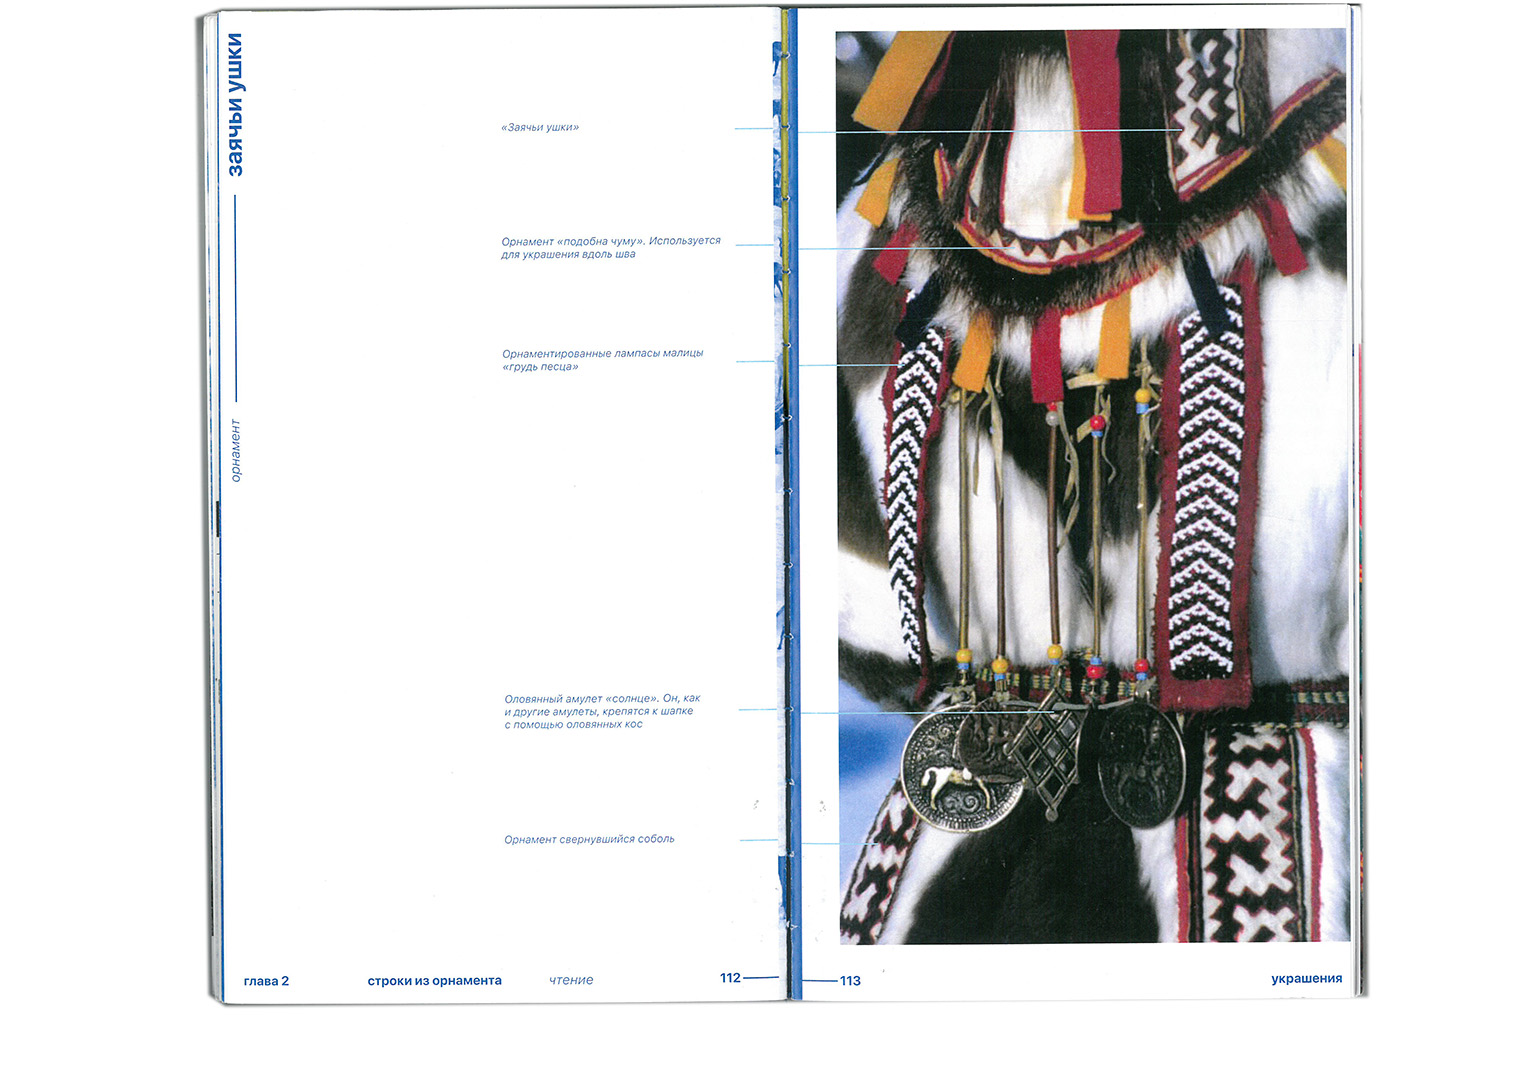 заячьи ушки
орнамент
«Заячьи ушки»
Орнамент «подобна чуму». Используется
для украшения вдоль шва
Орнаментированные лампасы малицы
«грудь песца»
Оловянный амулет «солнце». Он, как
и другие амулеты, крепятся к шапке
с помощью оловянных кос
Орнамент свернувшийся соболь
глава 2
строки из орнамента
чтение
112
113
украшения